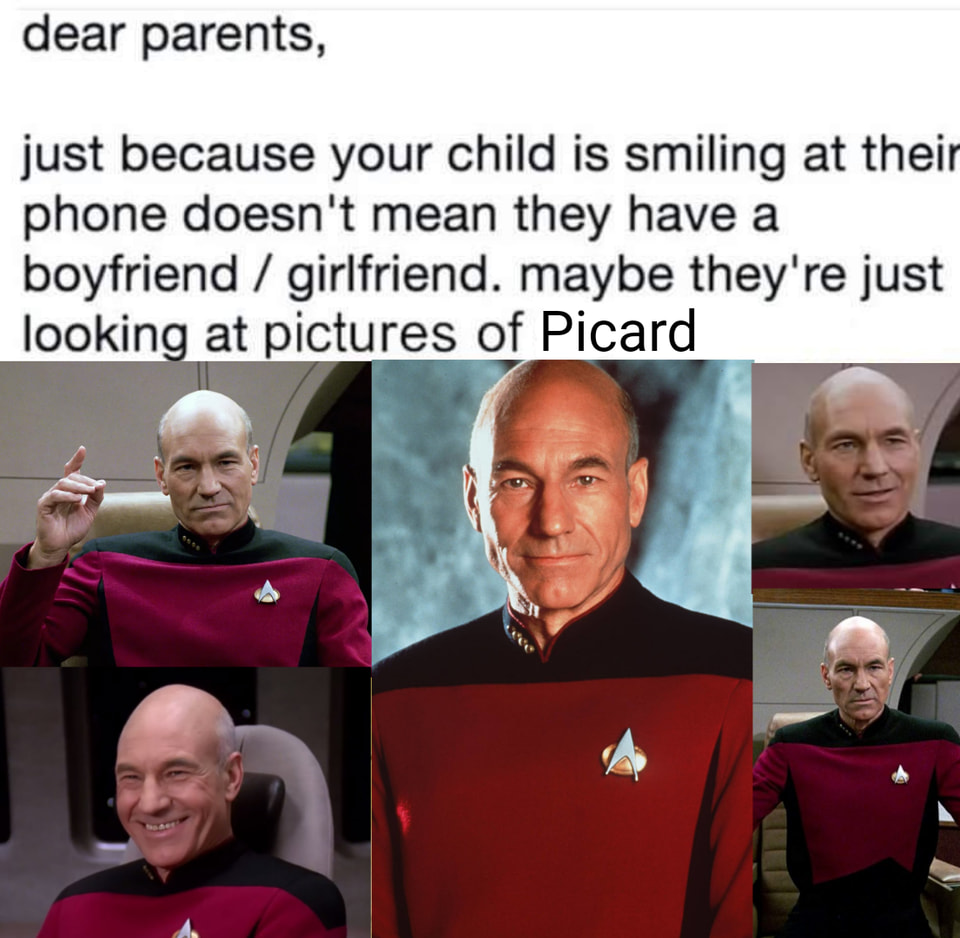 dear parents,
just because your child is smiling at their
phone doesn't mean they have a
boyfriend / girlfriend. maybe they're just
looking at pictures of Picard